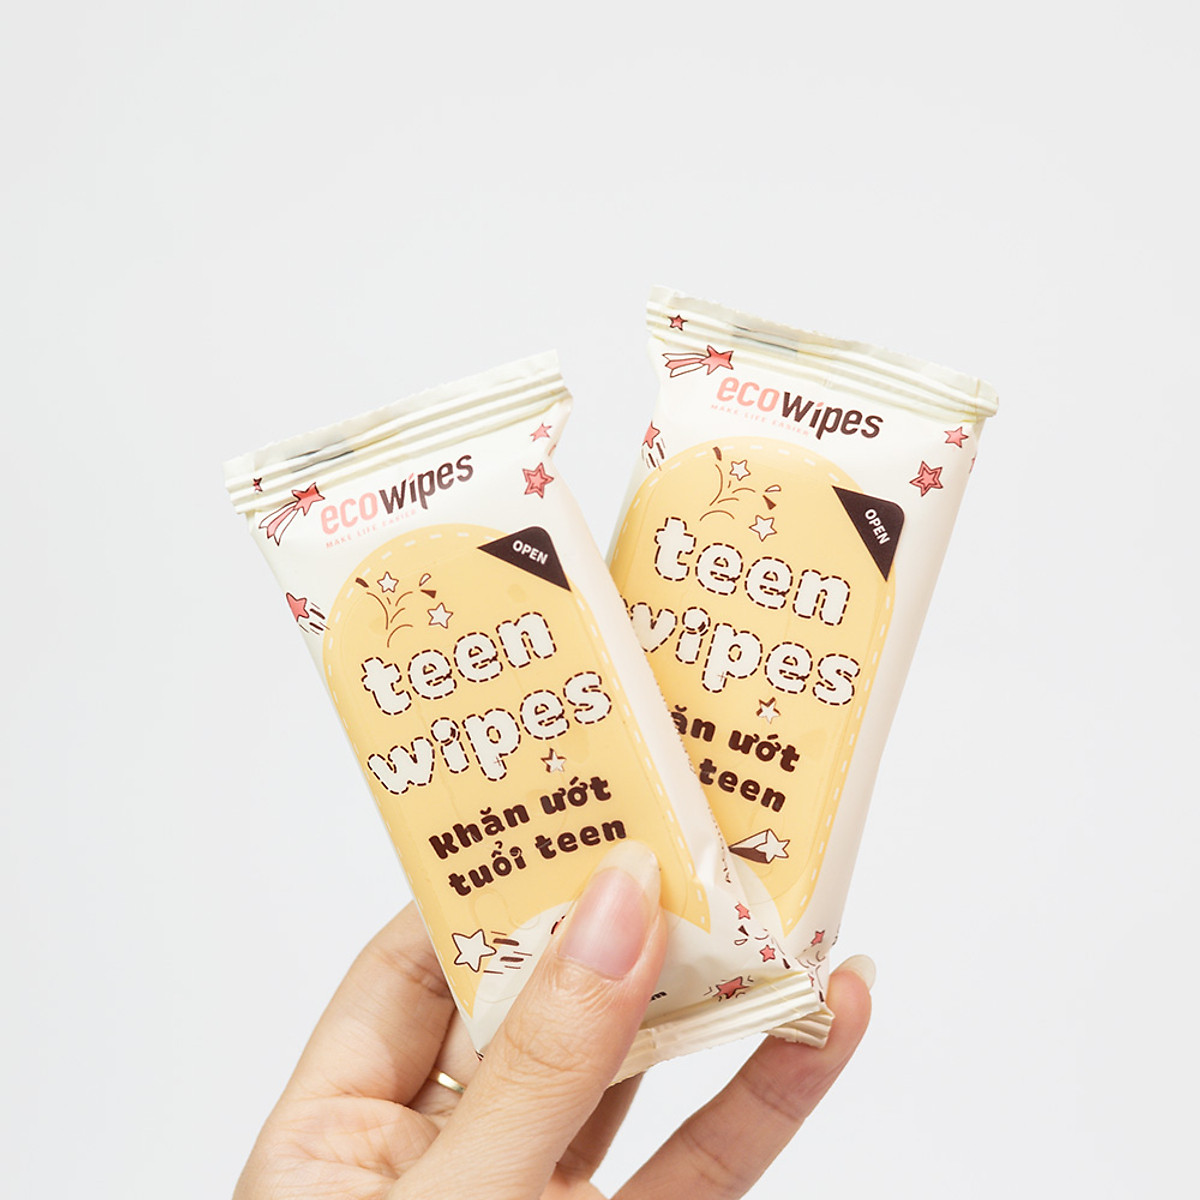 ecowipes
MAKE LIFE EASIER
OPEN
teen
wipes
khăn ướt
tuổi teen
ecowipes
MAKE LIFE EASIER
OPEN
teen
wipes
ướt
teen